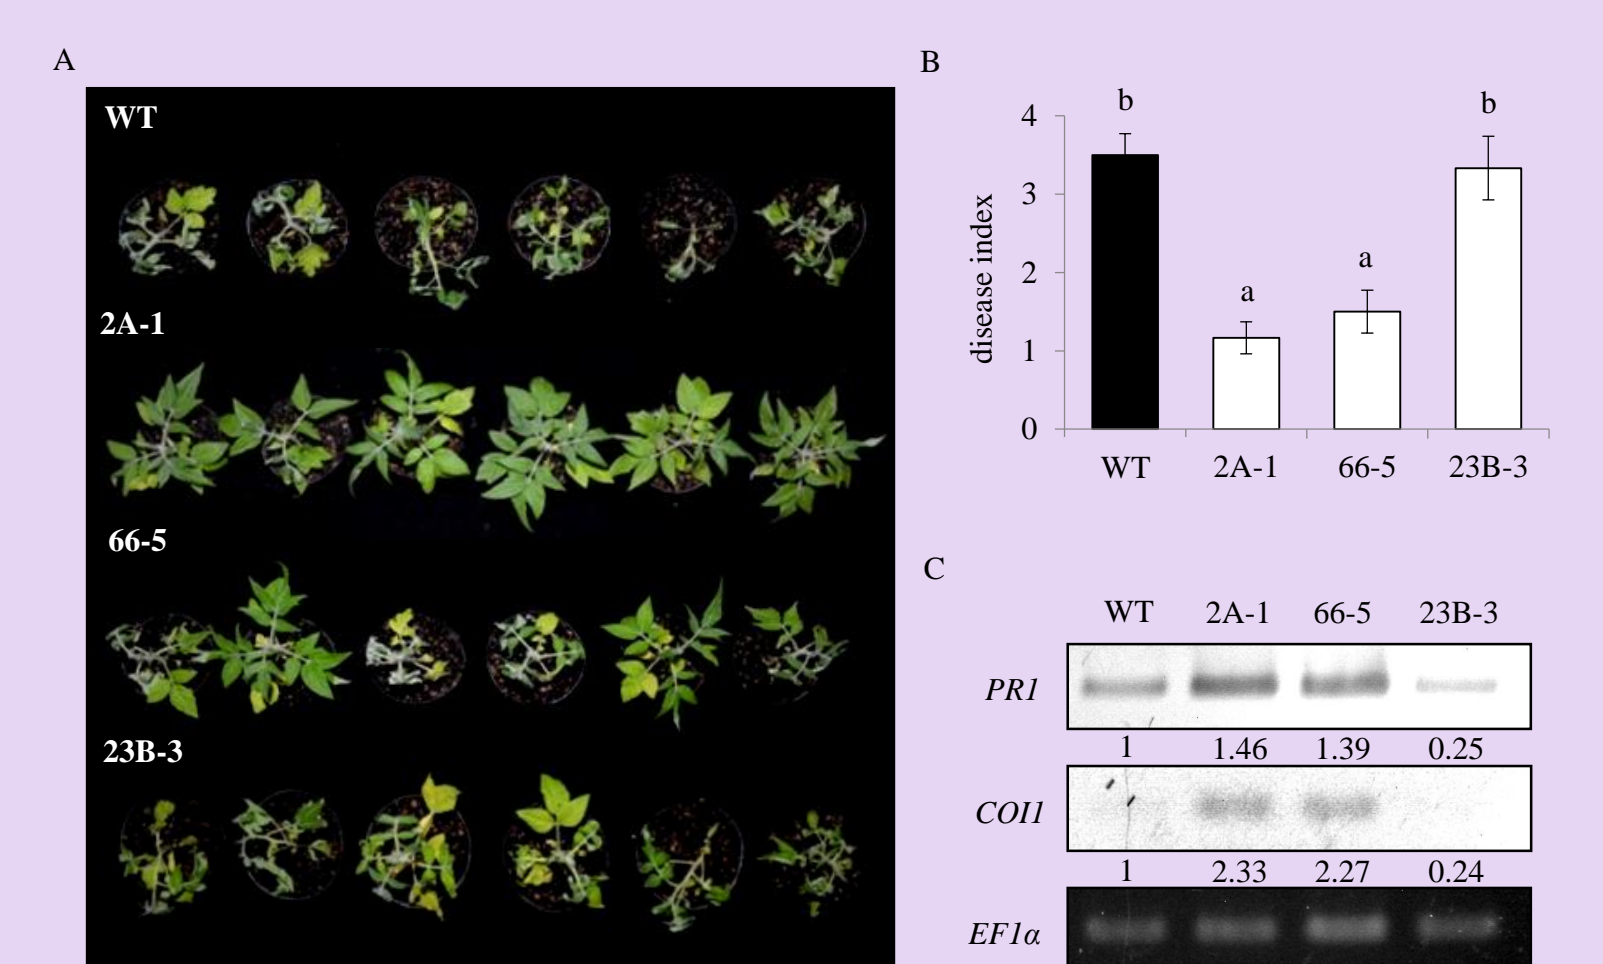 A
WT
2A-1
66-5
23B-3
B
disease index
4
3
2
1
0
b
a
a
b
WT 2A-1 66-5 23B-3
C
WT 2A-1 66-5 23B-3
PR1
1 1.46 1.39 0.25
COI1
1 2.33 2.27 0.24
EF1α